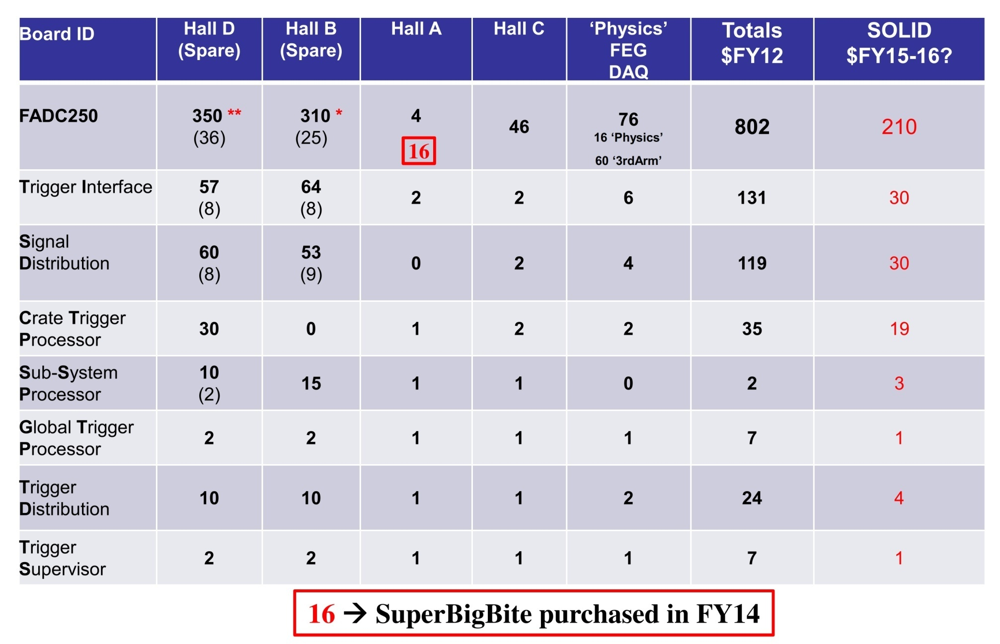 Board ID
Hall D
(Spare)
Hall B
(Spare)
Hall A
Hall C
‘Physics’
FEG
DAQ
Totals
$FY12
SOLID
$FY15-16?
FADC250
350 **
(36)
310 *
(25)
4
16
46
76
16 ‘Physics’
60 ‘3rdArm’
802
210
Trigger Interface
57
(8)
64
(8)
2
2
6
131
30
Signal
Distribution
60
(8)
53
(9)
0
2
4
119
30
Crate Trigger
Processor
30
0
1
2
2
35
19
Sub-System
Processor
10
(2)
15
1
1
0
2
3
Global Trigger
Processor
2
2
1
1
1
7
1
Trigger
Distribution
10
10
1
1
2
24
4
Trigger
Supervisor
2
2
1
1
1
7
1
16 → SuperBigBite purchased in FY14